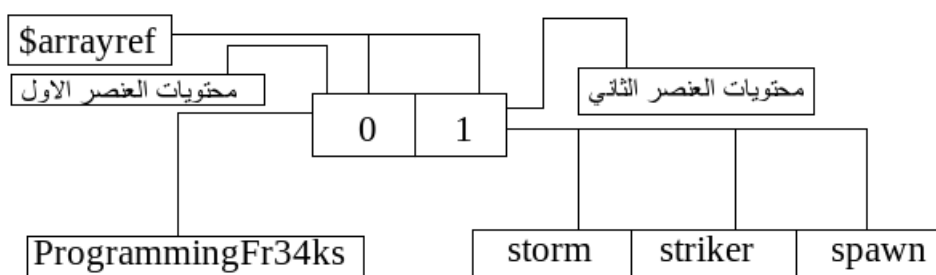 $arrayref
محتويات العنصر الاول
محتويات العنصر الثاني
0 1
ProgrammingFr34ks
storm striker spawn